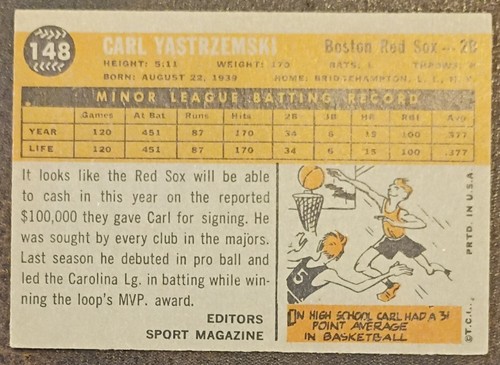 148
CARL YASTRZEMSKI
Boston Red Sox — 2B
HEIGHT: 5:11 WEIGHT: 170 BATS: L THROWS: R
BORN: AUGUST 22, 1939 HOME: BRIDGEHAMPTON, L. I., N. Y.
MINOR LEAGUE BATTING RECORD
Games At Bat Runs Hits 2B 3B HR RBI Avg.
YEAR 120 451 87 170 34 6 15 100 .377
LIFE 120 451 87 170 34 6 15 100 .377
It looks like the Red Sox will be able
to cash in this year on the reported
$100,000 they gave Carl for signing. He
was sought by every club in the majors.
Last season he debuted in pro ball and
led the Carolina Lg. in batting while win-
ning the loop's MVP. award.
EDITORS
SPORT MAGAZINE
5
IN HIGH SCHOOL CARL HAD A 31
POINT AVERAGE
IN BASKETBALL
©T.C.G. PRTD. IN U.S.A.